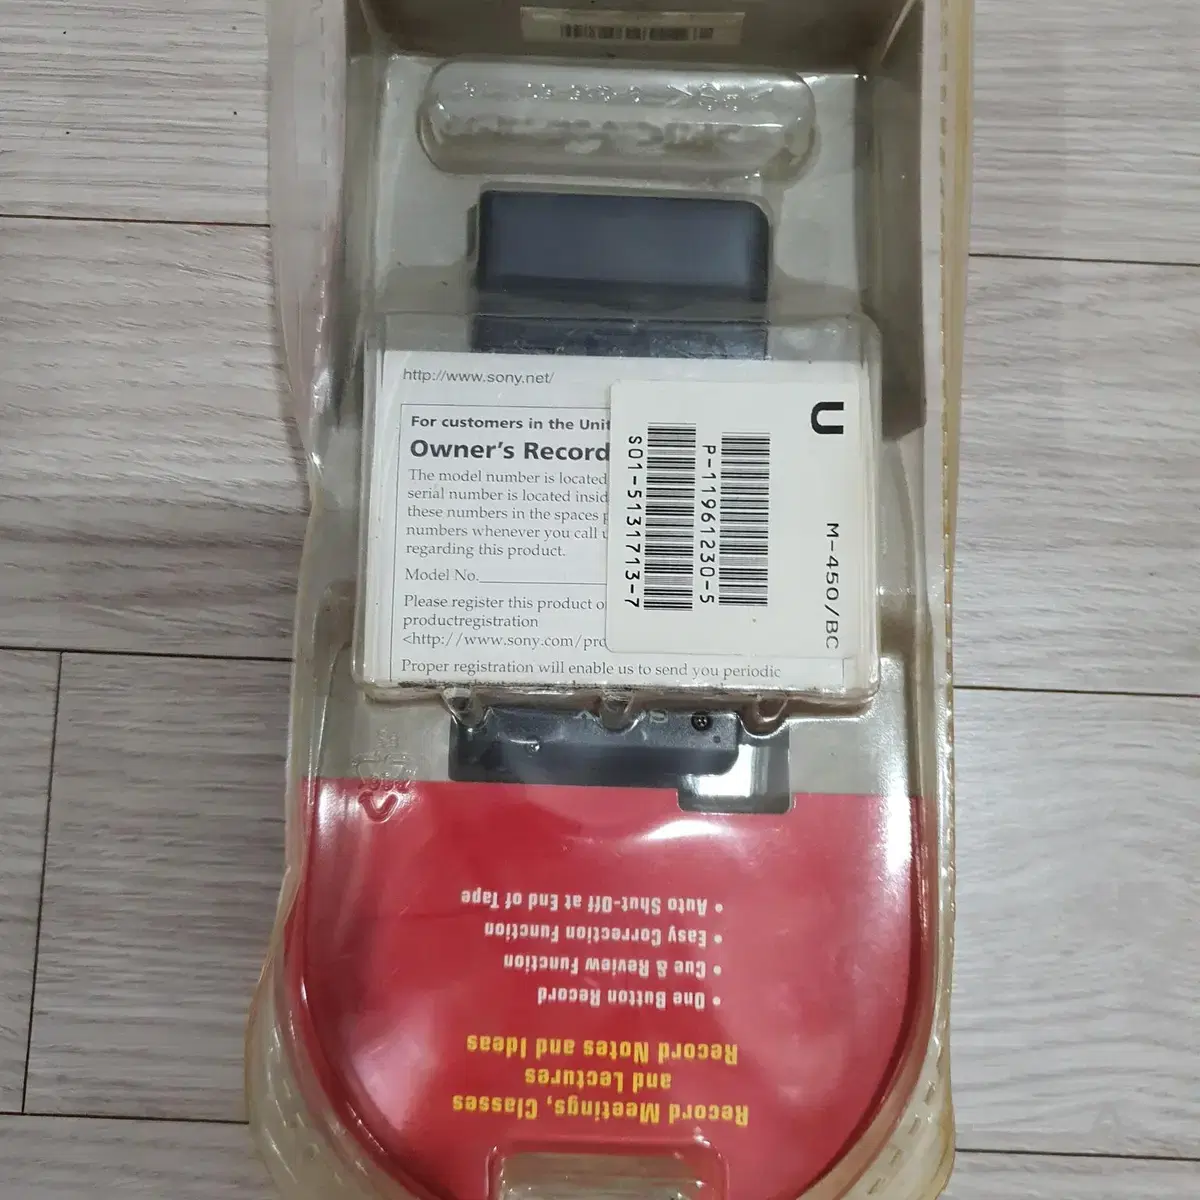 http://www.sony.net/
For customers in the Unit
Owner's Record
The model number is located
serial number is located insid
these numbers in the spaces p
numbers whenever you call u
regarding this product.
Model No.
Please register this product o
productregistration
<http://www.sony.com/pro
Proper registration will enable us to send you periodic
U
M-450/BC
P-11961230-5
S01-5131713-7
SONY
Record Meetings, Classes
and Lectures
Record Notes and Ideas
• One Button Record
• Cue & Review Function
• Easy Correction Function
• Auto Shut-Off at End of Tape